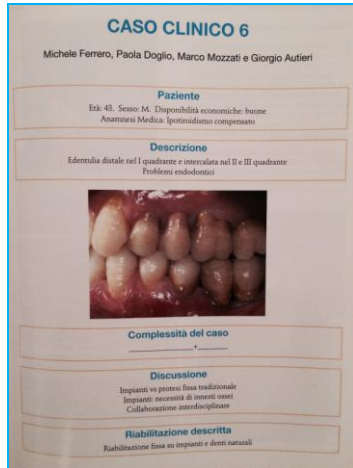 CASO CLINICO 6
Michele Ferrero, Paola Doglio, Marco Mozzati e Giorgio Autieri
Paziente
Età: 43. Sesso: M. Disponibilità economiche: buone
Anamnesi Medica: Ipotiroidismo compensato
Descrizione
Edentulia distale nel I quadrante e intercalata nel II e III quadrante
Problemi endodontici
Complessità del caso
Discussione
Impianti vs protesi fissa tradizionale
Impianti: necessità di innesti ossei
Collaborazione interdisciplinare
Riabilitazione descritta
Riabilitazione fissa su impianti e denti naturali